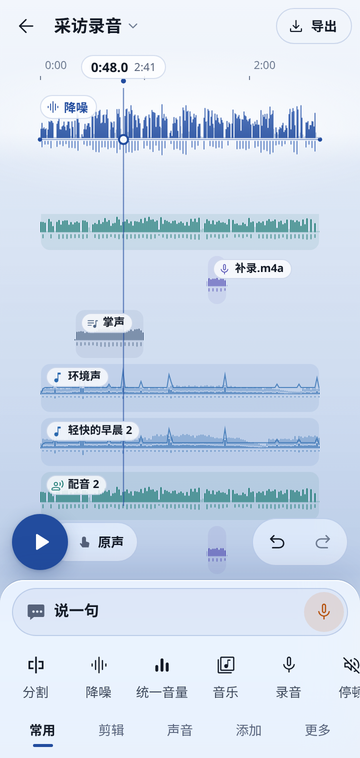 采访录音
导出
0:00
0:48.0 2:41
2:00
降噪
补录.m4a
掌声
环境声
轻快的早晨 2
配音 2
原声
说一句
分割
降噪
统一音量
音乐
录音
常用
剪辑
声音
添加
更多